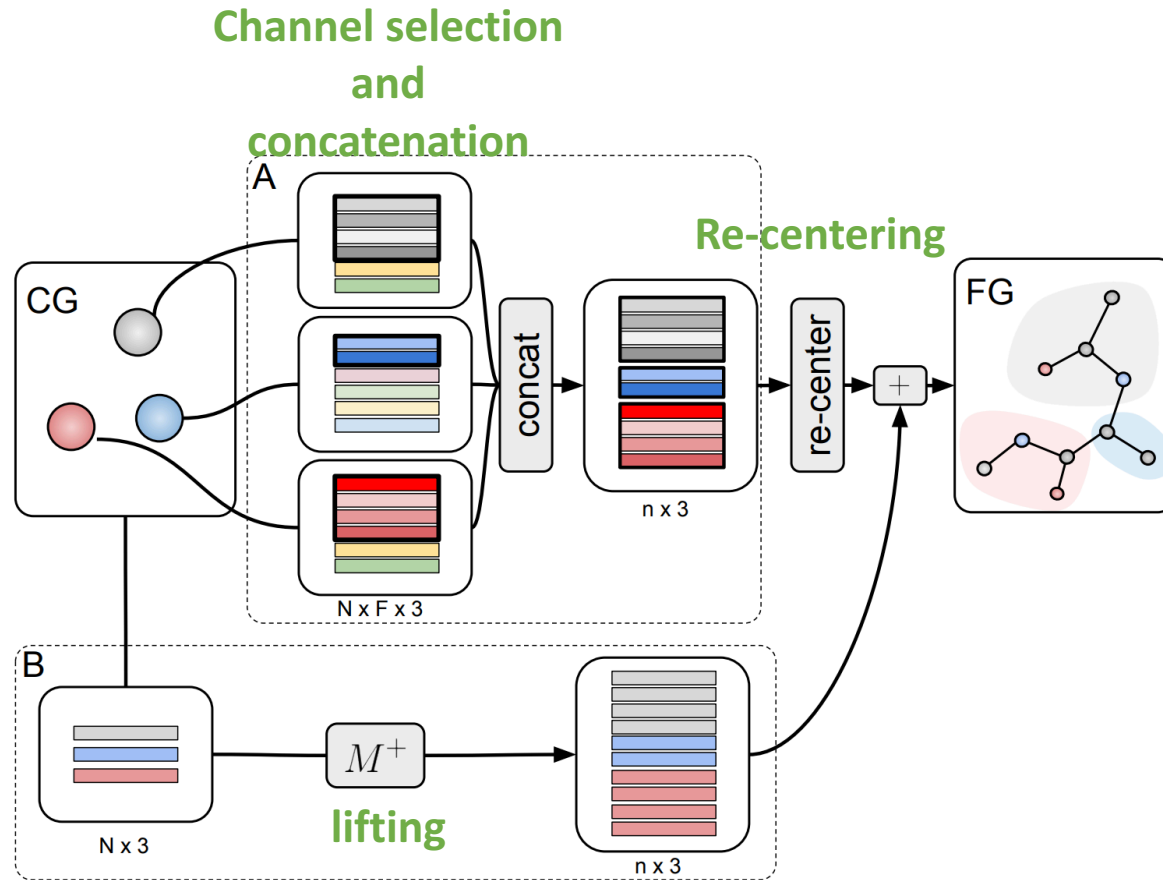 Channel selection
and
concatenation
A
Re-centering
CG
FG
concat
re-center
+
n x 3
N x F x 3
B
M⁺
N x 3
lifting
n x 3